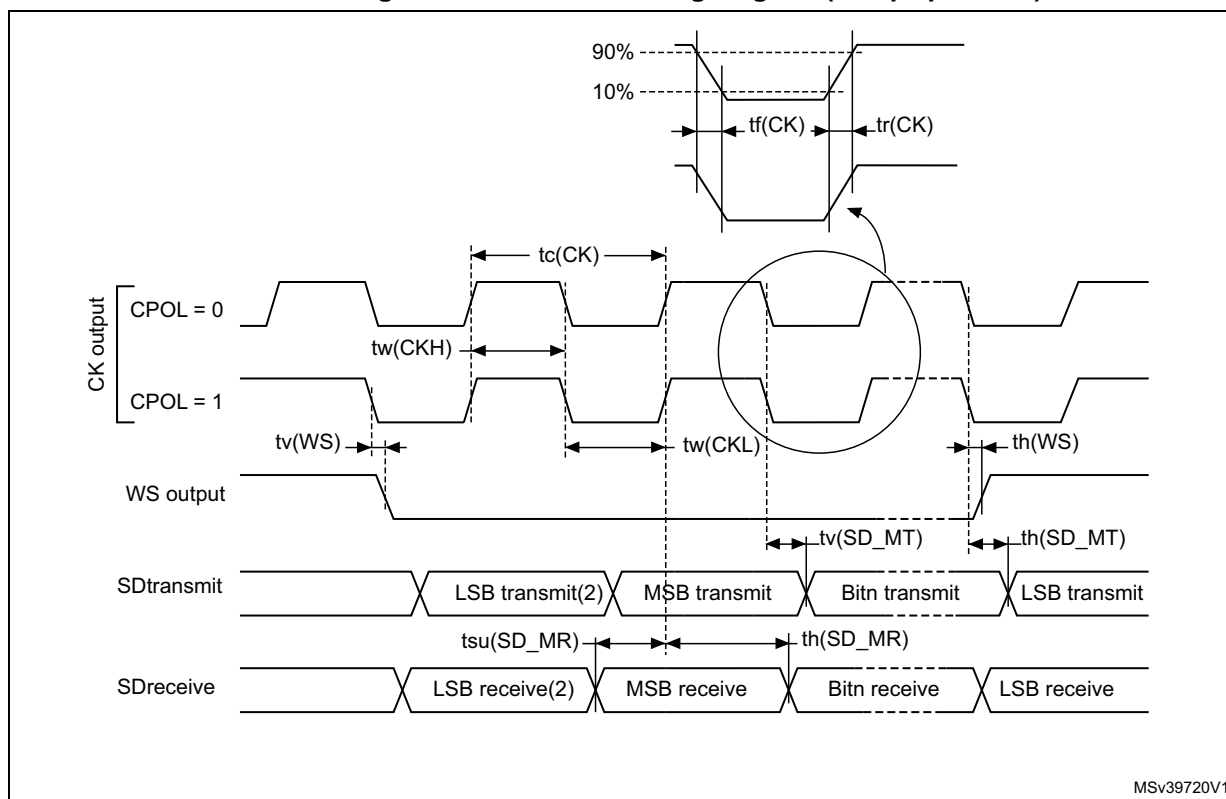 90%
10%
tf(CK)
tr(CK)
tc(CK)
CK output
CPOL = 0
tw(CKH)
CPOL = 1
tv(WS)
tw(CKL)
th(WS)
WS output
tv(SD_MT)
th(SD_MT)
SDtransmit
LSB transmit(2)
MSB transmit
Bitn transmit
LSB transmit
tsu(SD_MR)
th(SD_MR)
SDreceive
LSB receive(2)
MSB receive
Bitn receive
LSB receive
MSv39720V1